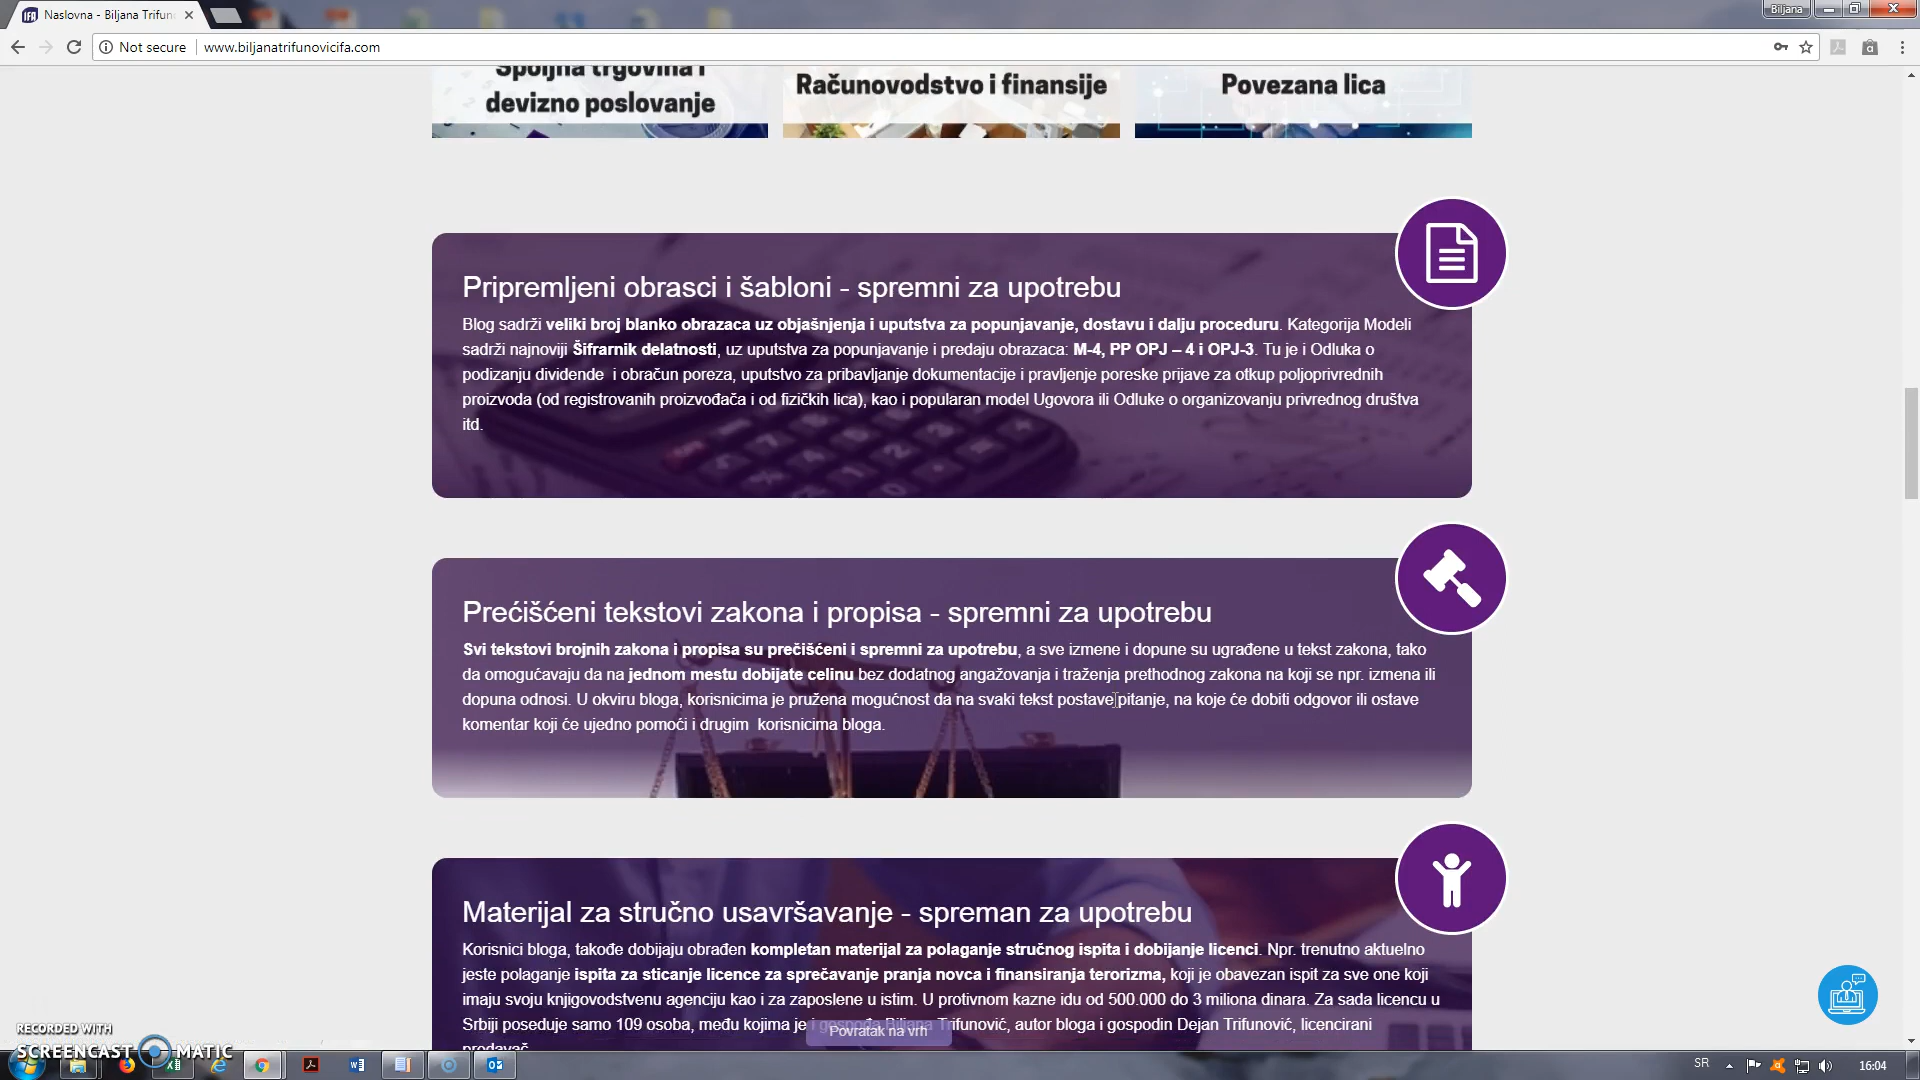 Naslovna - Biljana Trifun
Biljana
Not secure
www.biljanatrifunovicifa.com
Spoljna trgovina i
devizno poslovanje
Računovodstvo i finansije
Povezana lica
Pripremljeni obrasci i šabloni - spremni za upotrebu
Blog sadrži veliki broj blanko obrazaca uz objašnjenja i uputstva za popunjavanje, dostavu i dalju proceduru. Kategorija Modeli
sadrži najnoviji Šifrarnik delatnosti, uz uputstva za popunjavanje i predaju obrazaca: M-4, PP OPJ – 4 i OPJ-3. Tu je i Odluka o
podizanju dividende i obračun poreza, uputstvo za pribavljanje dokumentacije i pravljenje poreske prijave za otkup poljoprivrednih
proizvoda (od registrovanih proizvođača i od fizičkih lica), kao i popularan model Ugovora ili Odluke o organizovanju privrednog društva
itd.
Prećišćeni tekstovi zakona i propisa - spremni za upotrebu
Svi tekstovi brojnih zakona i propisa su prečišćeni i spremni za upotrebu, a sve izmene i dopune su ugrađene u tekst zakona, tako
da omogućavaju da na jednom mestu dobijate celinu bez dodatnog angažovanja i traženja prethodnog zakona na koji se npr. izmena ili
dopuna odnosi. U okviru bloga, korisnicima je pružena mogućnost da na svaki tekst postave pitanje, na koje će dobiti odgovor ili ostave
komentar koji će ujedno pomoći i drugim korisnicima bloga.
Materijal za stručno usavršavanje - spreman za upotrebu
Korisnici bloga, takođe dobijaju obrađen kompletan materijal za polaganje stručnog ispita i dobijanje licenci. Npr. trenutno aktuelno
jeste polaganje ispita za sticanje licence za sprečavanje pranja novca i finansiranja terorizma, koji je obavezan ispit za sve one koji
imaju svoju knjigovodstvenu agenciju kao i za zaposlene u istim. U protivnom kazne idu od 500.000 do 3 miliona dinara. Za sada licencu u
Srbiji poseduje samo 109 osoba, među kojima je i gospođa Biljana Trifunović, autor bloga i gospodin Dejan Trifunović, licencirani
predavač
Povratak na vrh
RECORDED WITH
SCREENCAST MATIC
SR
16:04